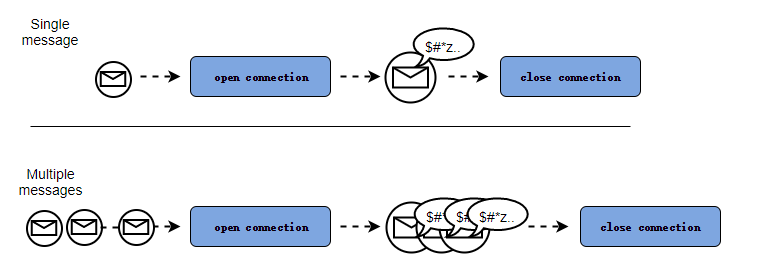 Single
message
$#*z..
open connection
close connection
Multiple
messages
$#*
$#
$#*z..
open connection
close connection